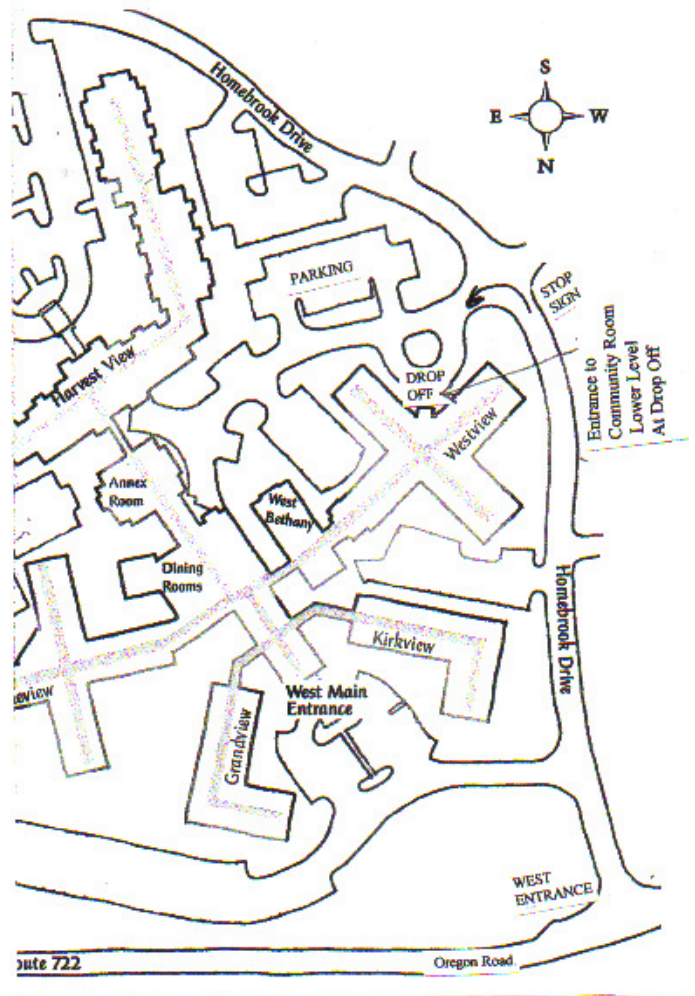 Homebrook Drive
S
E
W
N
PARKING
STOP
SIGN
Entrance to
Community Room
Lower Level
At Drop Off
DROP
OFF
Harvest View
Westview
Annex
Room
West
Bethany
Dining
Rooms
Homebrook Drive
Kirkview
West Main
Entrance
Grandview
WEST
ENTRANCE
oute 722
Oregon Road.